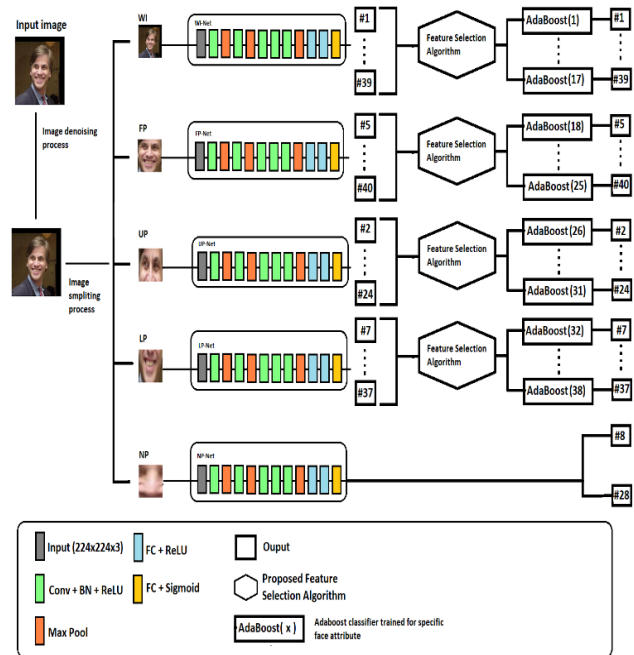 Input image
Image denoising
process
Image smpliting
process
WI
WI-Net
#1
#39
Feature Selection
Algorithm
AdaBoost(1)
AdaBoost(17)
#1
#39
FP
FP-Net
#5
#40
Feature Selection
Algorithm
AdaBoost(18)
AdaBoost(25)
#5
#40
UP
UP-Net
#2
#24
Feature Selection
Algorithm
AdaBoost(26)
AdaBoost(31)
#2
#24
LP
LP-Net
#7
#37
Feature Selection
Algorithm
AdaBoost(32)
AdaBoost(38)
#7
#37
NP
NP-Net
#8
#28
Input (224x224x3)
FC + ReLU
Ouput
Conv + BN + ReLU
FC + Sigmoid
Proposed Feature
Selection Algorithm
Max Pool
AdaBoost( x )
Adaboost classifier trained for specific
face attribute